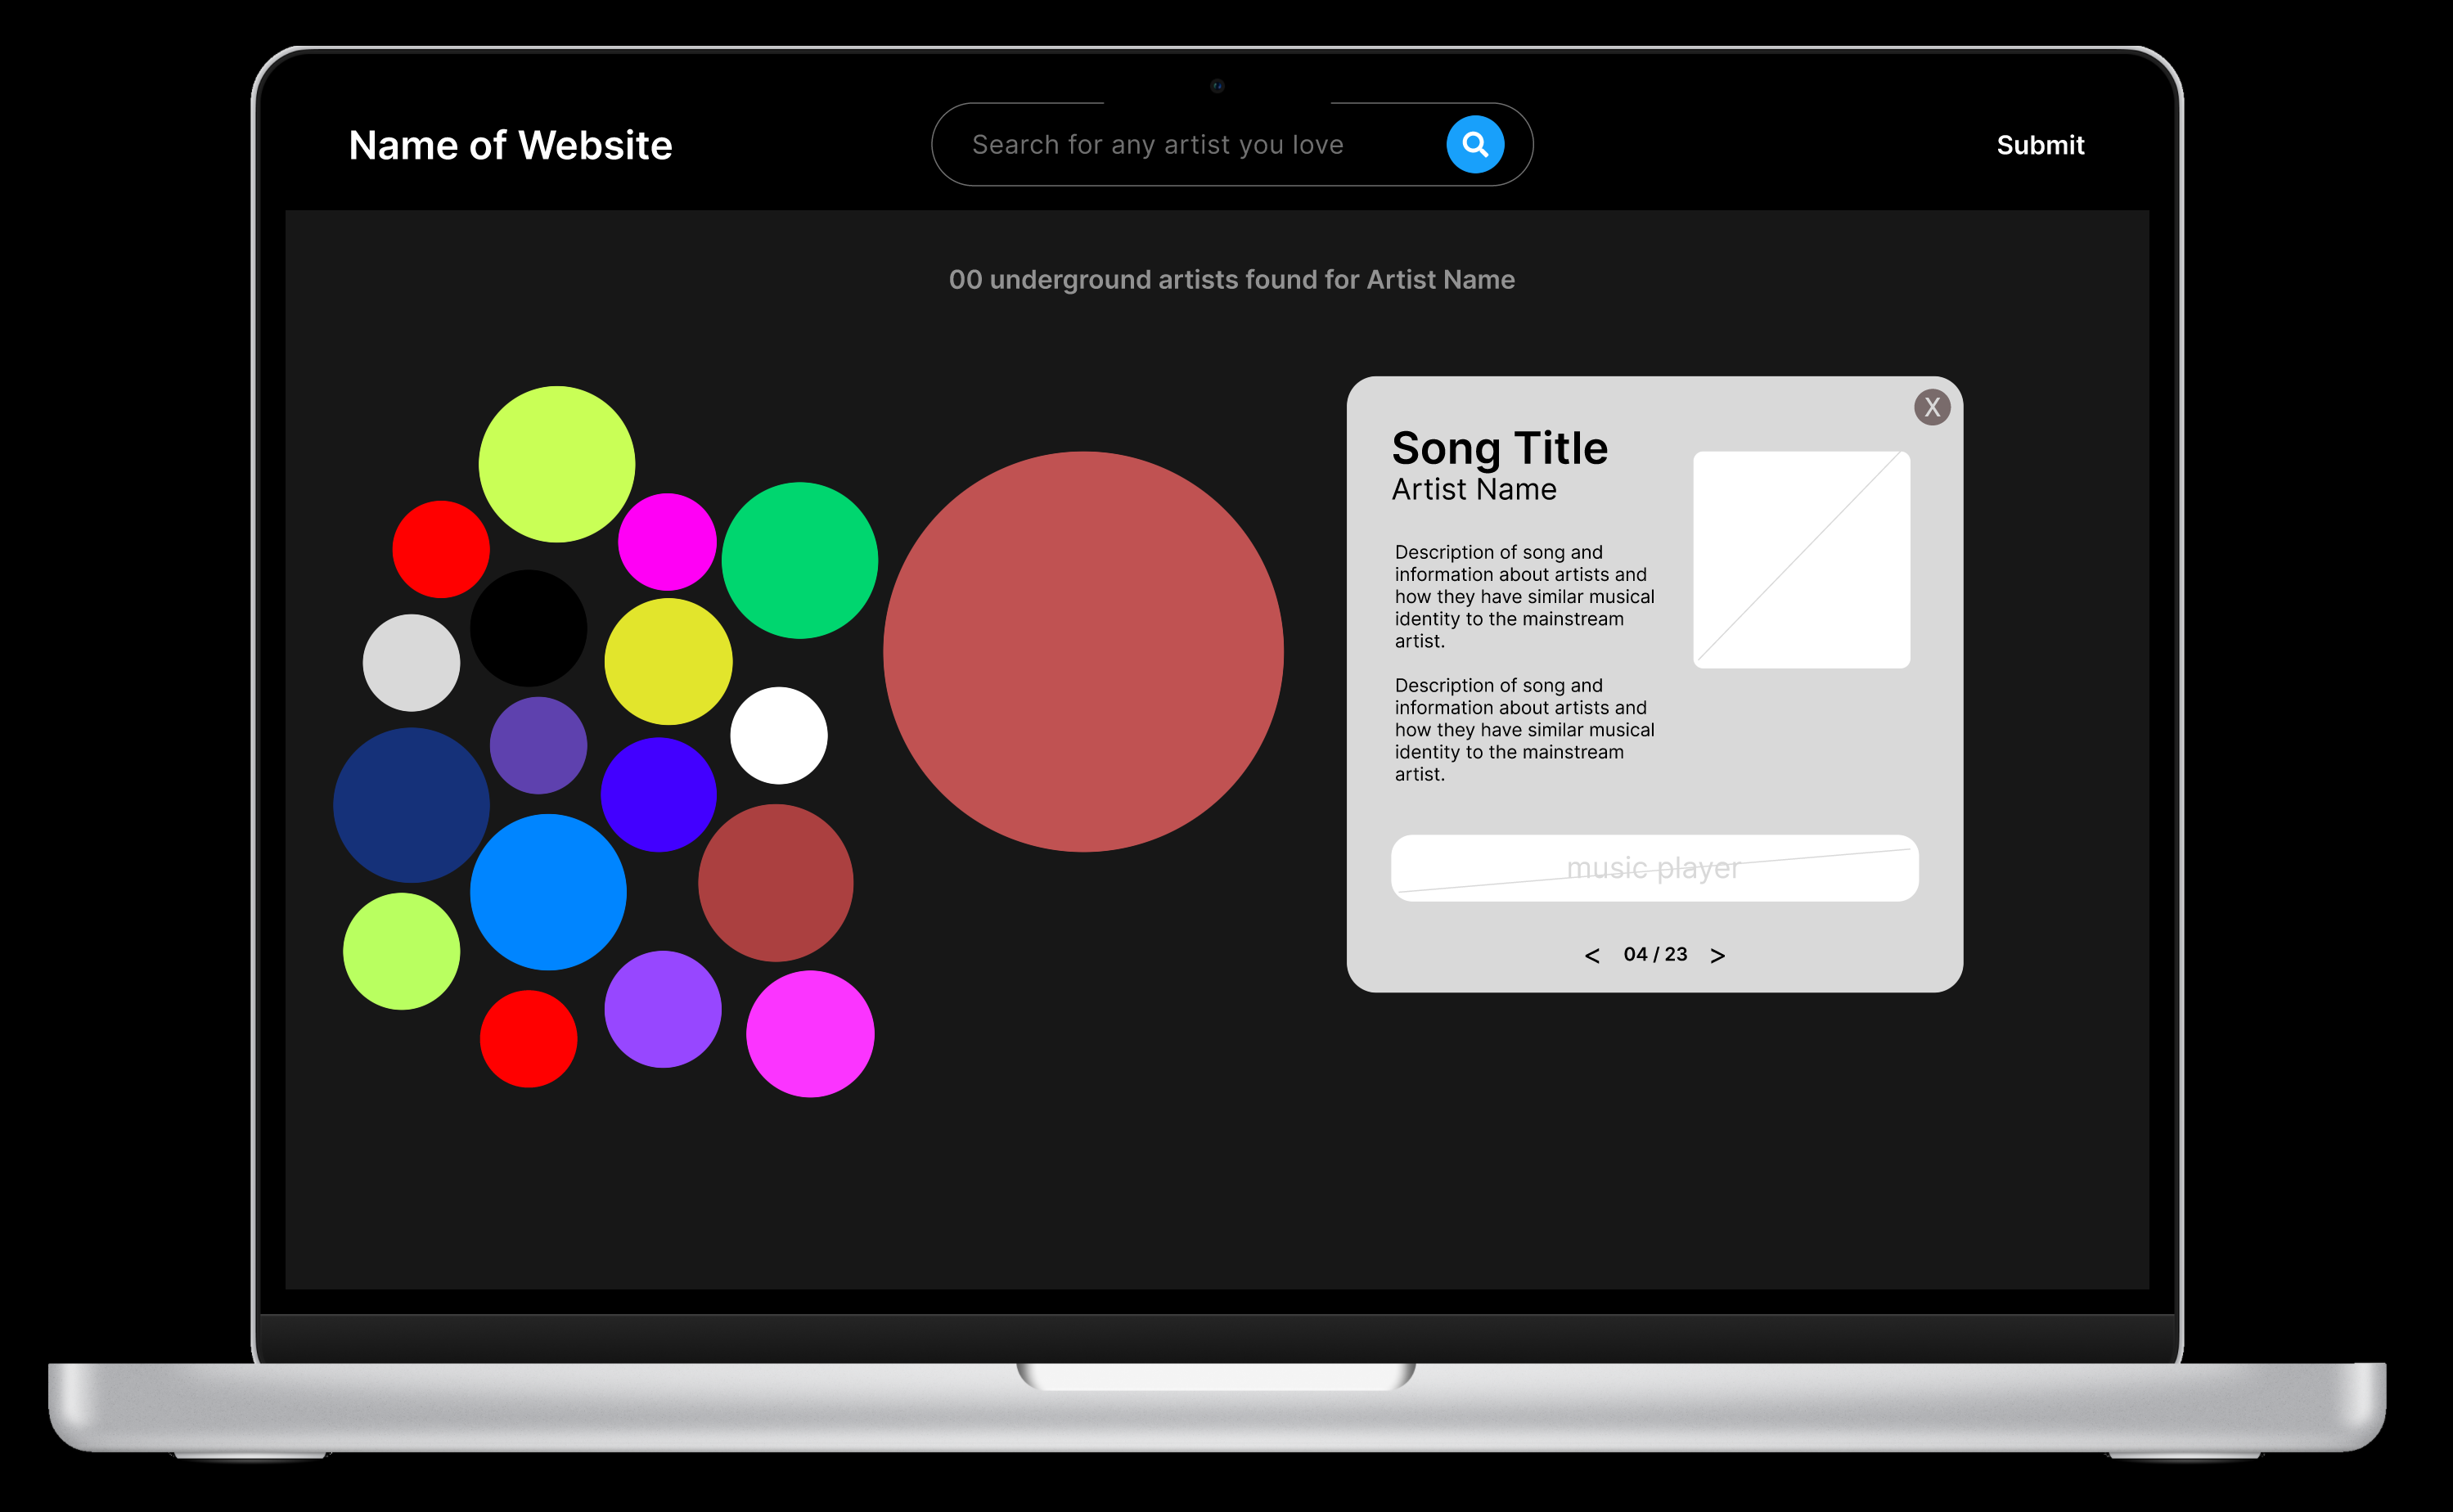 Name of Website
Search for any artist you love
Submit
00 underground artists found for Artist Name
X
Song Title
Artist Name
Description of song and
information about artists and
how they have similar musical
identity to the mainstream
artist.
Description of song and
information about artists and
how they have similar musical
identity to the mainstream
artist.
music player
< 04 / 23 >